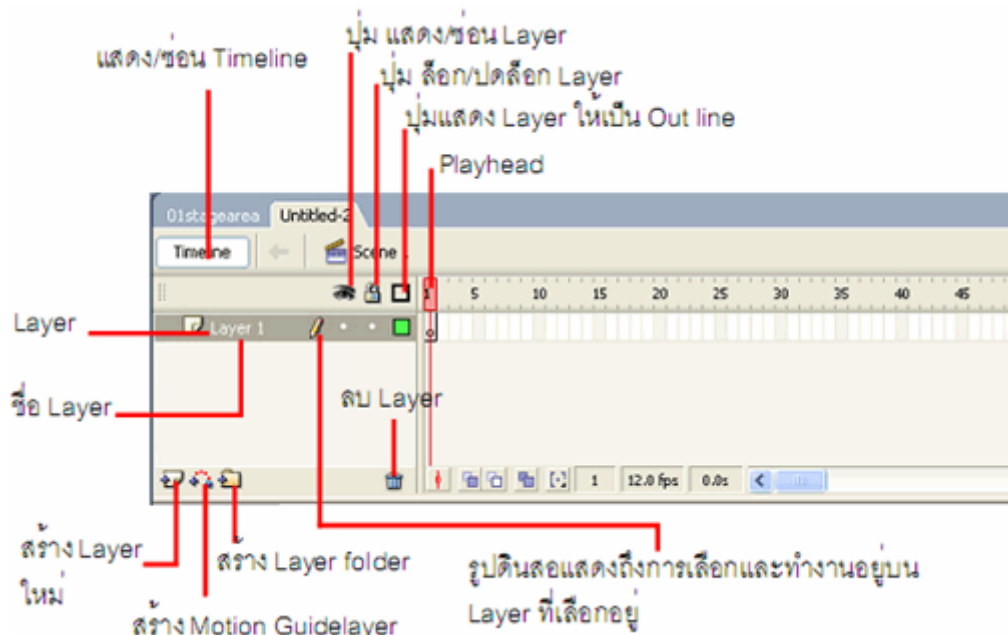 ปุ่ม แสดง/ซ่อน Layer
แสดง/ซ่อน Timeline
ปุ่ม ล็อก/ปดล็อก Layer
ปุ่มแสดง Layer ให้เป็น Out line
Playhead
01stagearea Untitled-2
Timeline Scene
1 5 10 15 20 25 30 35 40 45
Layer
Layer 1
ชื่อ Layer
ลบ Layer
1 12.0 fps 0.0s
สร้าง Layer
ใหม่
สร้าง Layer folder
สร้าง Motion Guidelayer
รูปดินสอแสดงถึงการเลือกและทำงานอยู่บน
Layer ที่เลือกอยู่